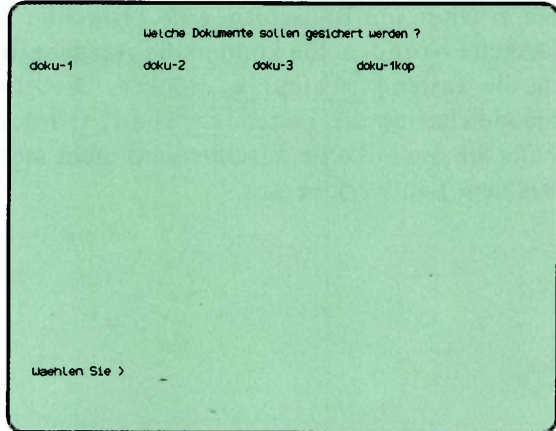 Welche Dokumente sollen gesichert werden ?
doku-1 doku-2 doku-3 doku-1kop
Waehlen Sie >